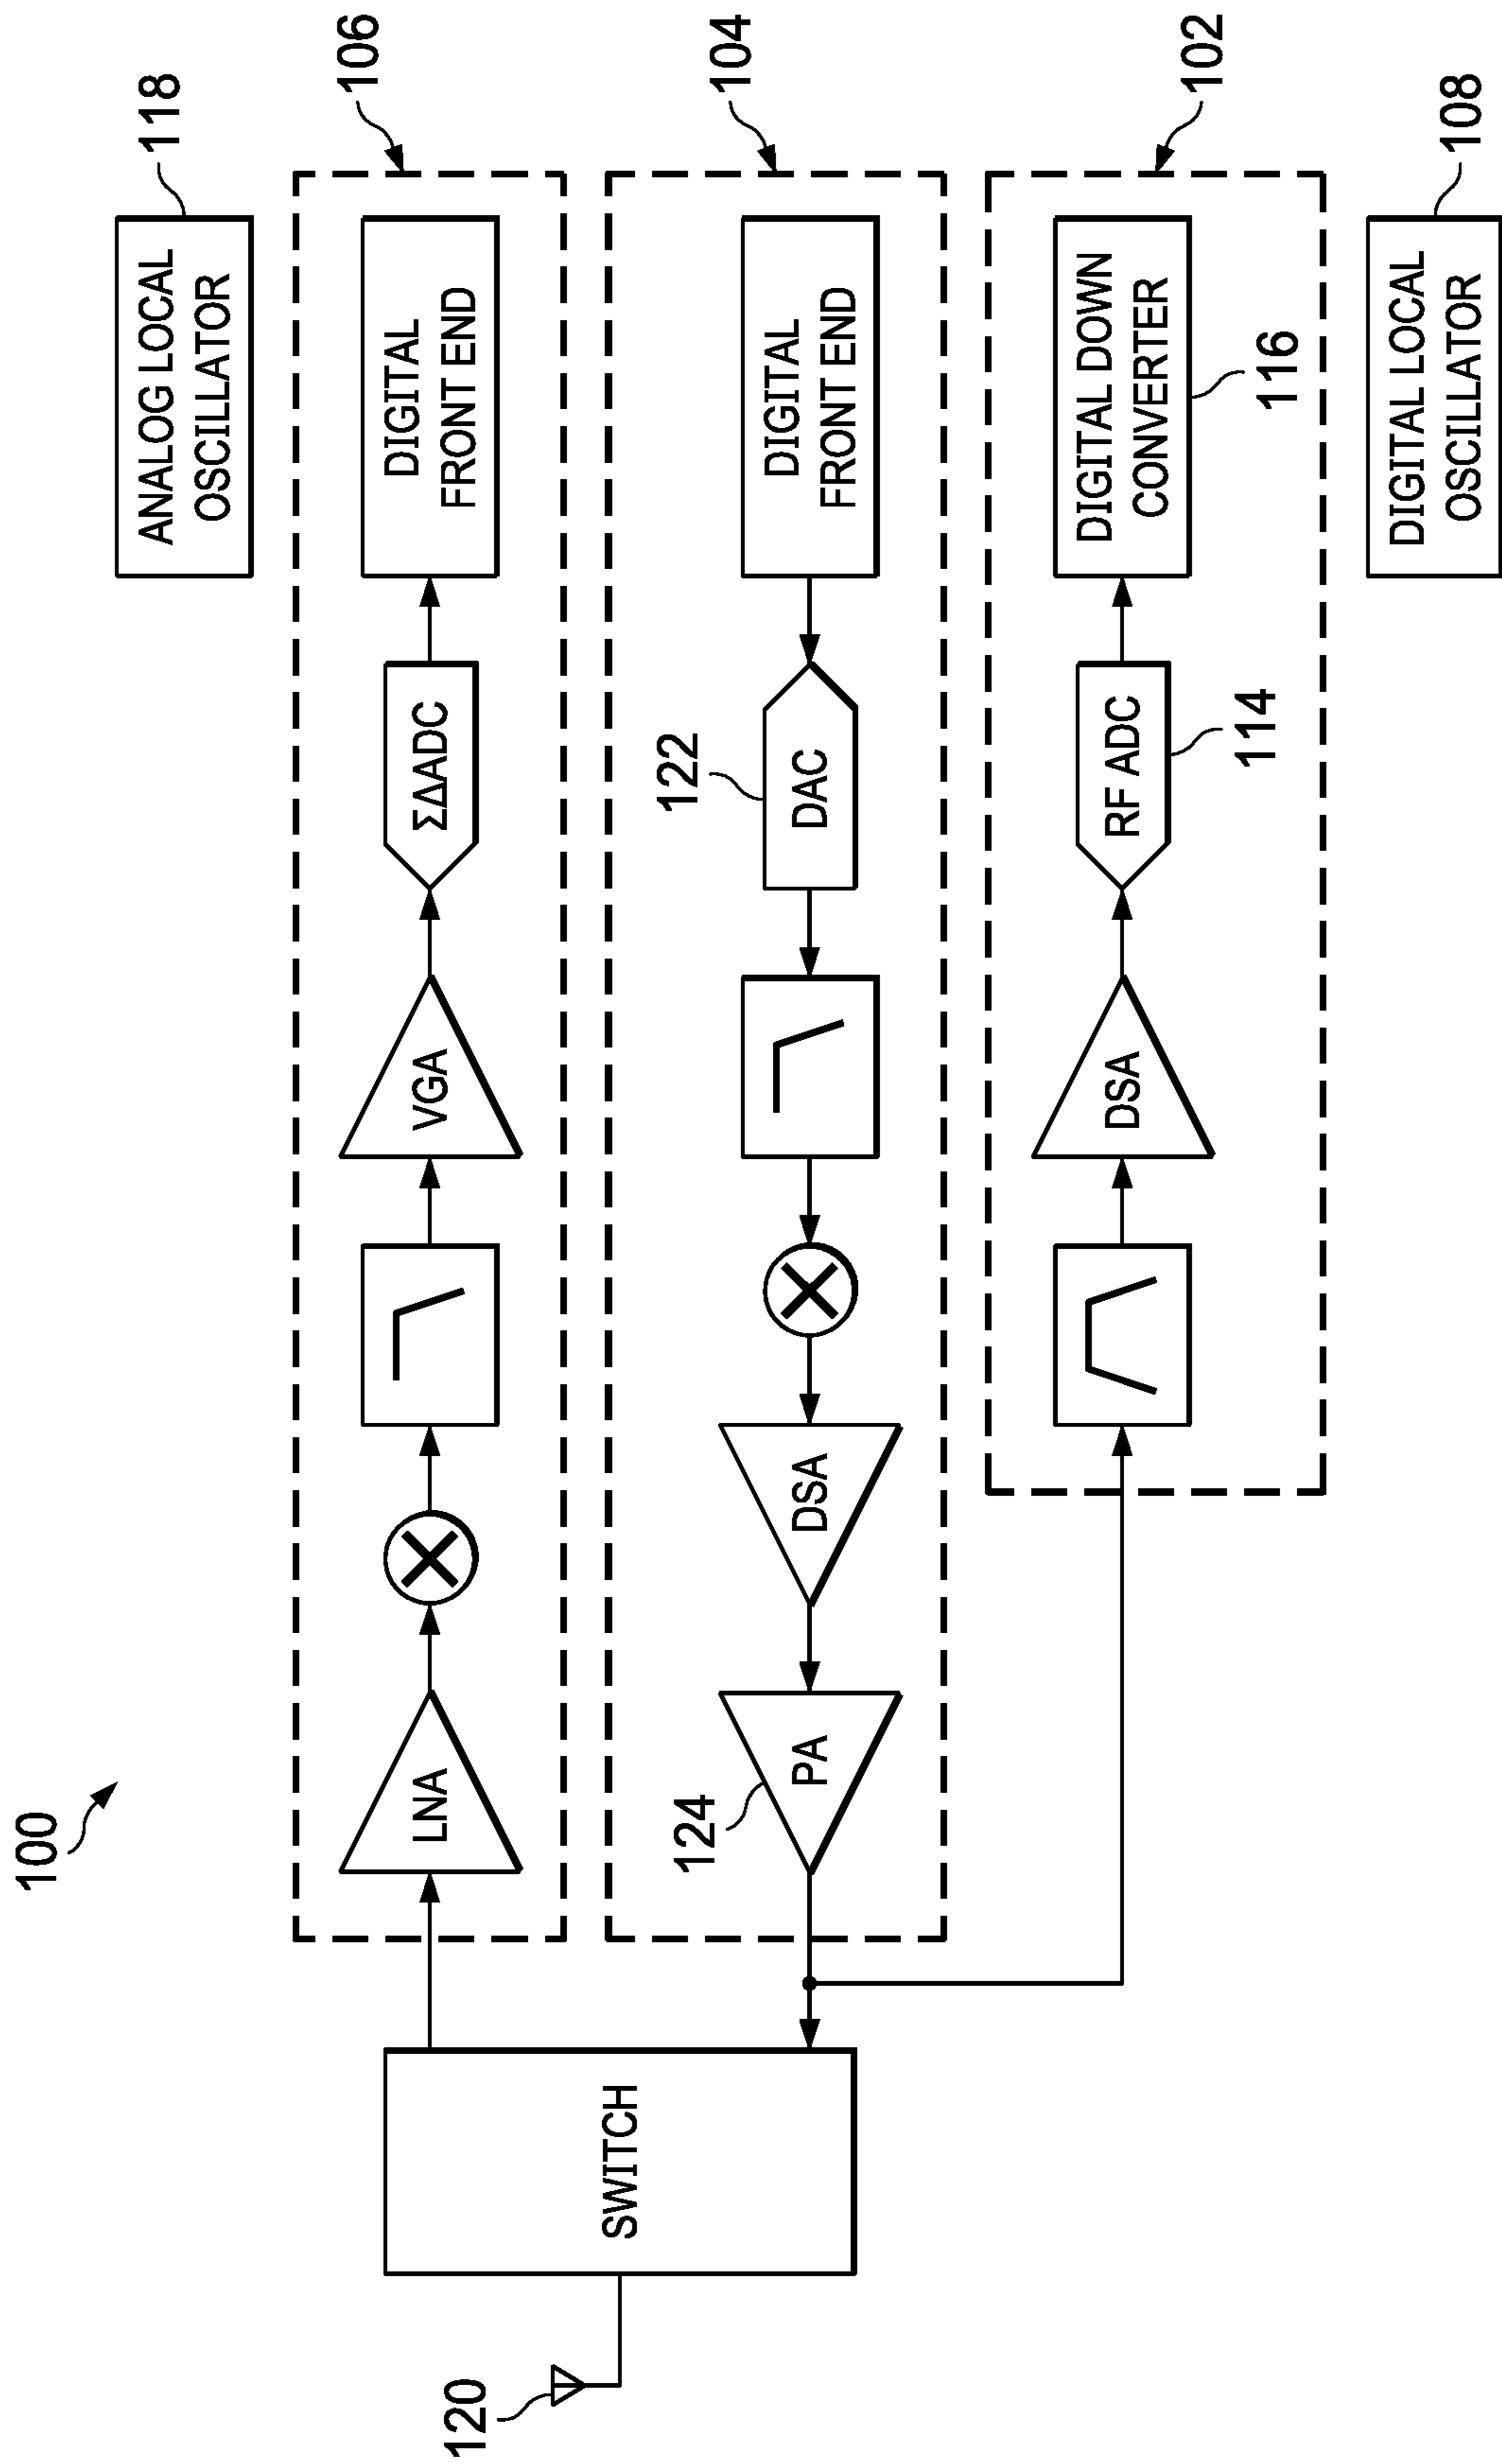 100
118
ANALOG LOCAL
OSCILLATOR
106
LNA
VGA
ΣΔADC
DIGITAL
FRONT END
104
120
SWITCH
124
PA
DSA
122
DAC
DIGITAL
FRONT END
102
DSA
RF ADC
114
DIGITAL DOWN
CONVERTER
116
108
DIGITAL LOCAL
OSCILLATOR